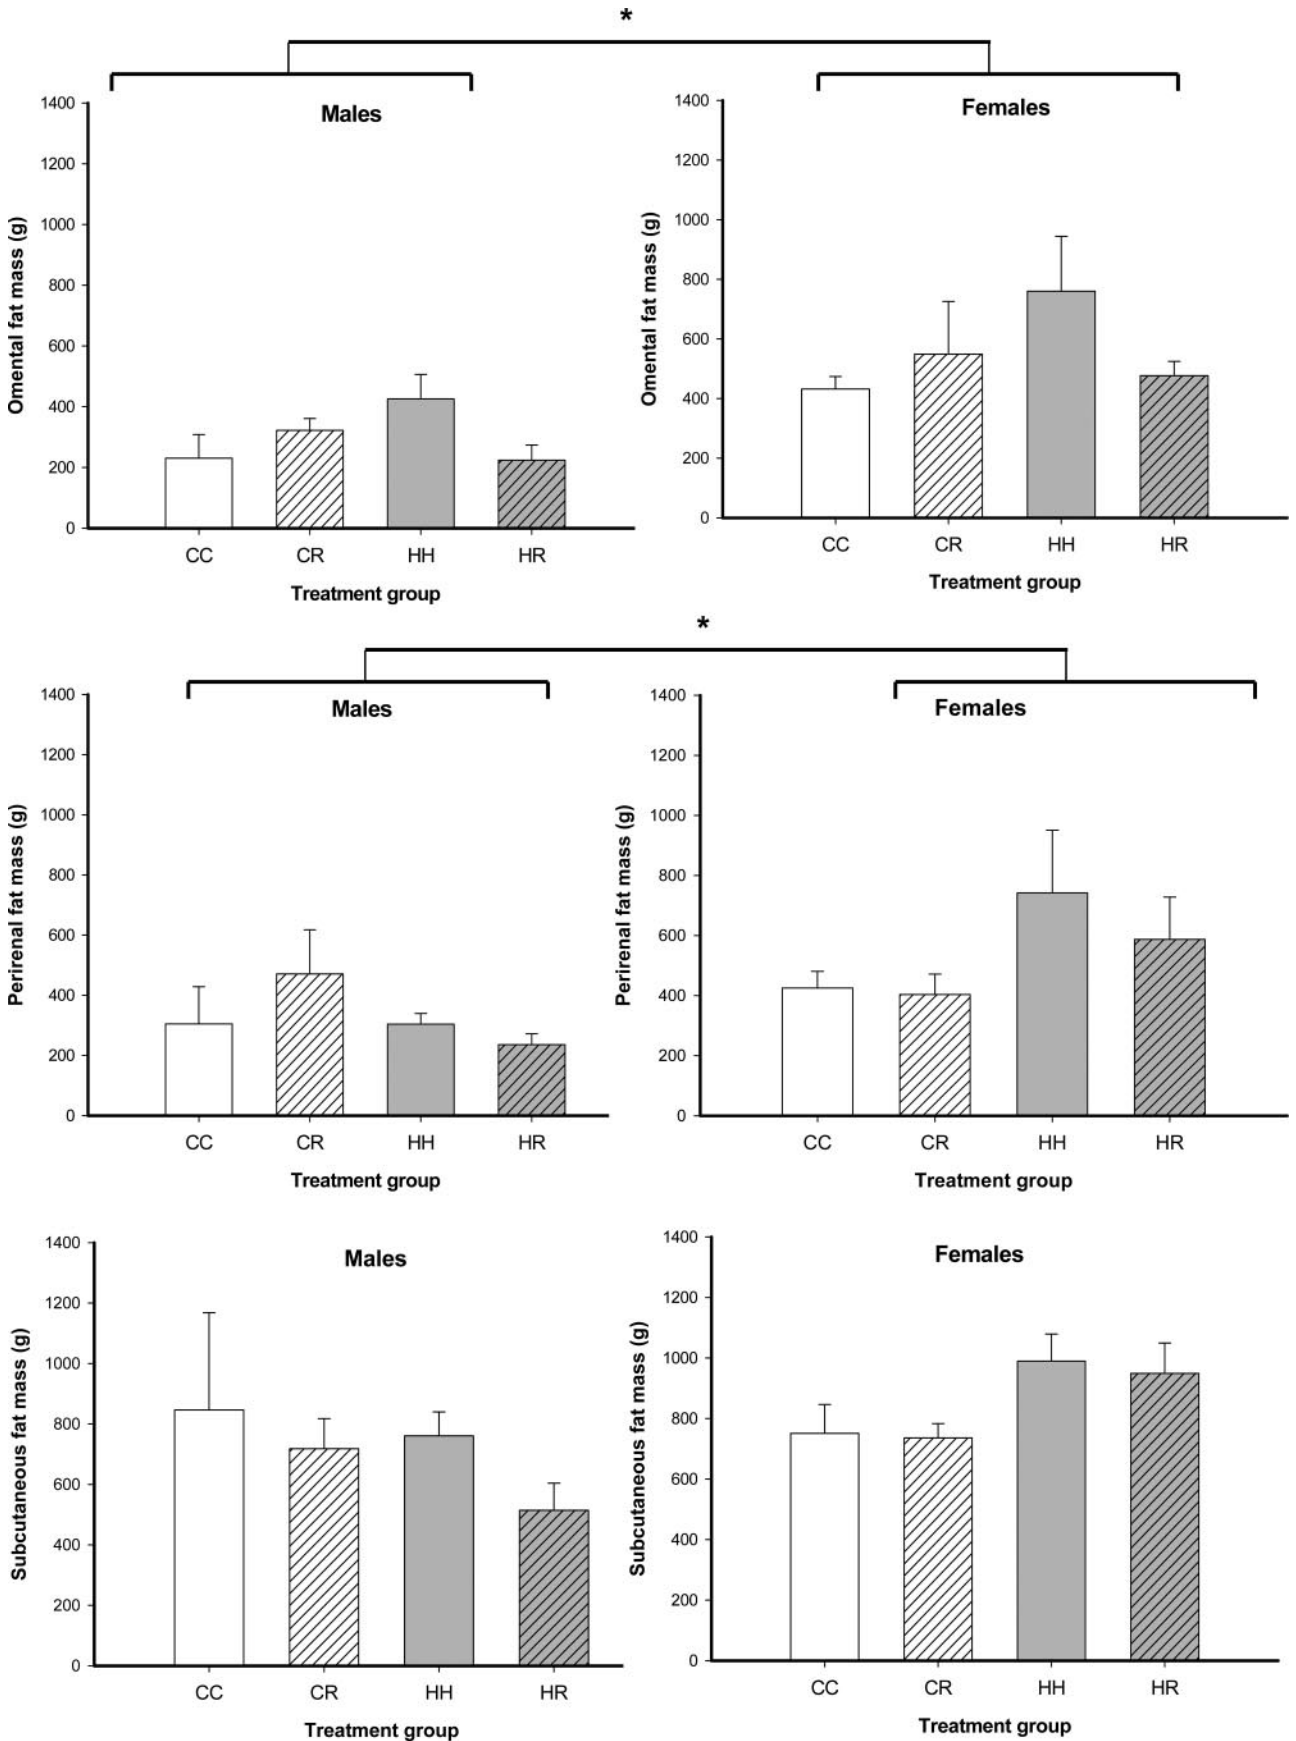 *
Males
Females
Omental fat mass (g)
1400
1200
1000
800
600
400
200
0
CC CR HH HR
Treatment group
Omental fat mass (g)
1400
1200
1000
800
600
400
200
0
CC CR HH HR
Treatment group
*
Males
Females
Perirenal fat mass (g)
1400
1200
1000
800
600
400
200
0
CC CR HH HR
Treatment group
Perirenal fat mass (g)
1400
1200
1000
800
600
400
200
0
CC CR HH HR
Treatment group
Males
Females
Subcutaneous fat mass (g)
1400
1200
1000
800
600
400
200
0
CC CR HH HR
Treatment group
Subcutaneous fat mass (g)
1400
1200
1000
800
600
400
200
0
CC CR HH HR
Treatment group